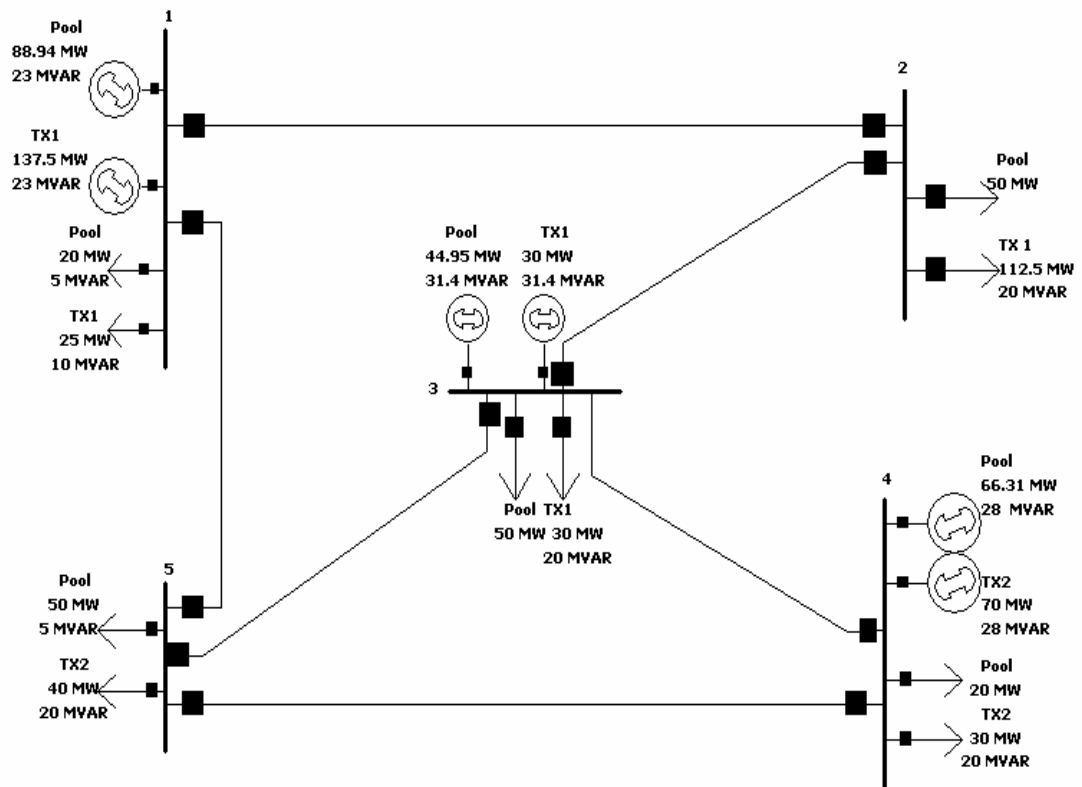 1
Pool
88.94 MW
23 MVAR
TX1
137.5 MW
23 MVAR
Pool
20 MW
5 MVAR
TX1
25 MW
10 MVAR
2
Pool
50 MW
TX 1
112.5 MW
20 MVAR
Pool
44.95 MW
31.4 MVAR
TX1
30 MW
31.4 MVAR
3
Pool TX1
50 MW 30 MW
20 MVAR
4
Pool
66.31 MW
28 MVAR
TX2
70 MW
28 MVAR
Pool
20 MW
TX2
30 MW
20 MVAR
5
Pool
50 MW
5 MVAR
TX2
40 MW
20 MVAR